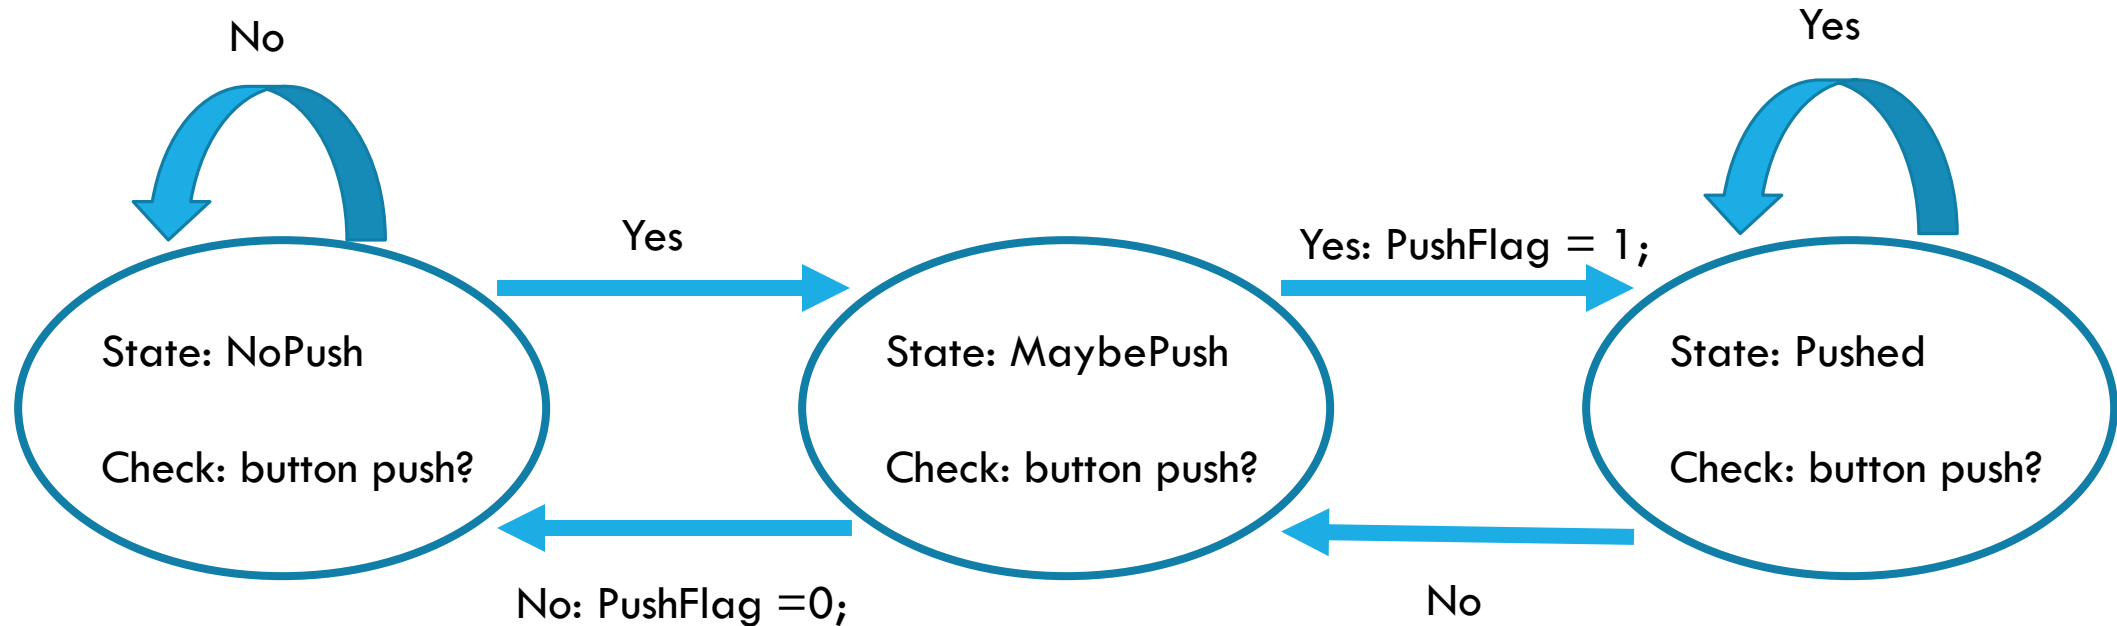 No
Yes
Yes
Yes: PushFlag = 1;
State: NoPush
Check: button push?
State: MaybePush
Check: button push?
State: Pushed
Check: button push?
No: PushFlag =0;
No